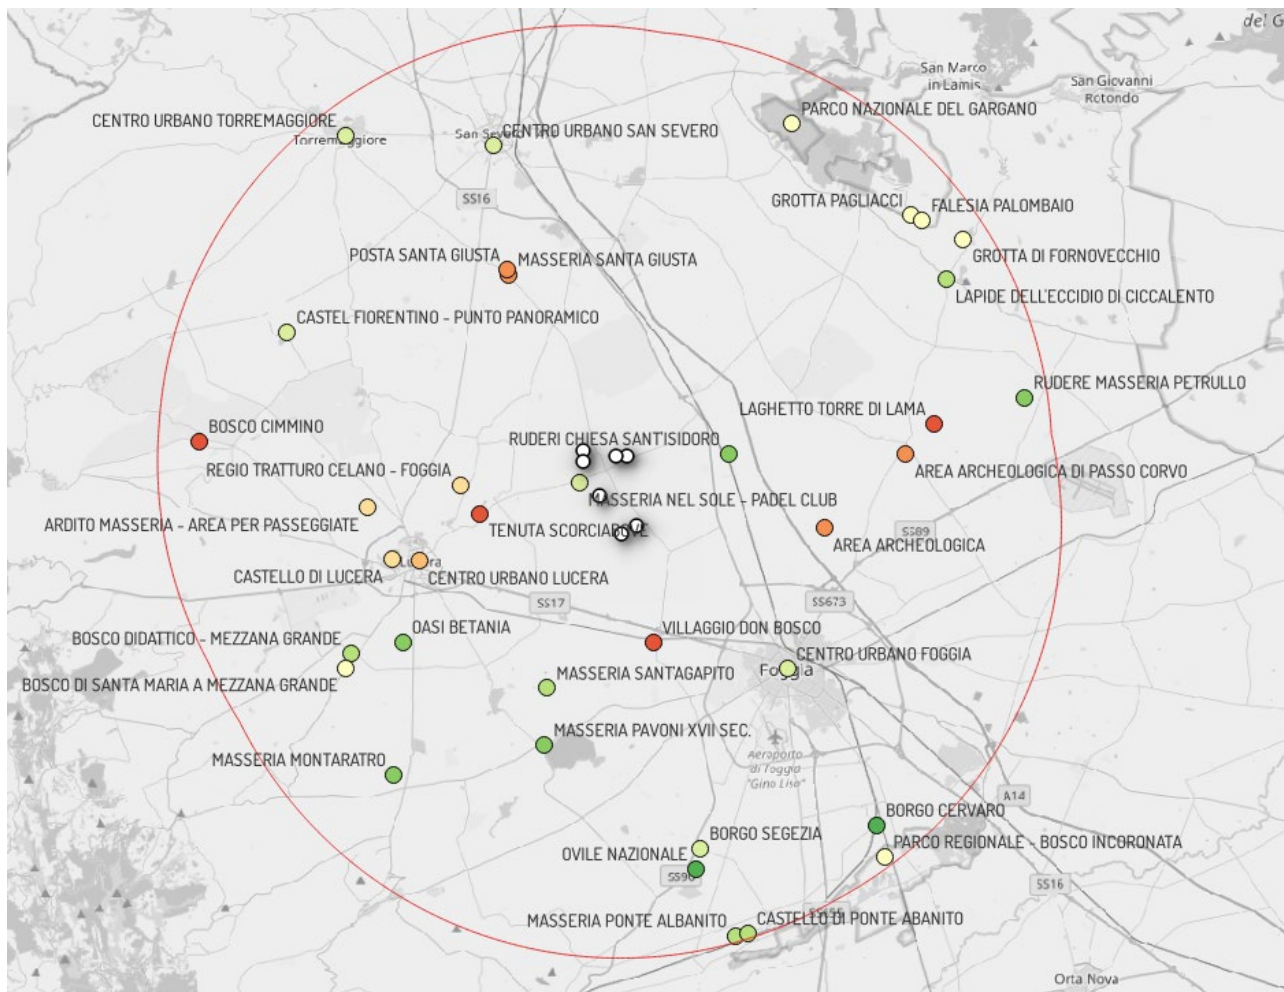 del G
San Marco
in Lamis
San Giovanni
Rotondo
PARCO NAZIONALE DEL GARGANO
CENTRO URBANO TORREMAGGIORE
Torremaggiore
CENTRO URBANO SAN SEVERO
SS16
GROTTA PAGLIACCI
FALESIA PALOMBAIO
GROTTA DI FORNOVECCHIO
POSTA SANTA GIUSTA
MASSERIA SANTA GIUSTA
LAPIDE DELL'ECCIDIO DI CICCALENTO
CASTEL FIORENTINO - PUNTO PANORAMICO
RUDERE MASSERIA PETRULLO
LAGHETTO TORRE DI LAMA
BOSCO CIMMINO
RUDERI CHIESA SANT'ISIDORO
REGIO TRATTURO CELANO - FOGGIA
AREA ARCHEOLOGICA DI PASSO CORVO
MASSERIA NEL SOLE - PADEL CLUB
ARDITO MASSERIA - AREA PER PASSEGGIATE
TENUTA SCORCIABOVE
SS89
AREA ARCHEOLOGICA
CASTELLO DI LUCERA
CENTRO URBANO LUCERA
SS17
SS673
BOSCO DIDATTICO - MEZZANA GRANDE
OASI BETANIA
VILLAGGIO DON BOSCO
CENTRO URBANO FOGGIA
Foggia
BOSCO DI SANTA MARIA A MEZZANA GRANDE
MASSERIA SANT'AGAPITO
MASSERIA PAVONI XVII SEC.
MASSERIA MONTARATRO
Aeroporto
di Foggia
"Gino Lisa"
A14
BORGO CERVARO
BORGO SEGEZIA
PARCO REGIONALE - BOSCO INCORONATA
OVILE NAZIONALE
SS90
SS16
MASSERIA PONTE ALBANITO
CASTELLO DI PONTE ABANITO
Orta Nova